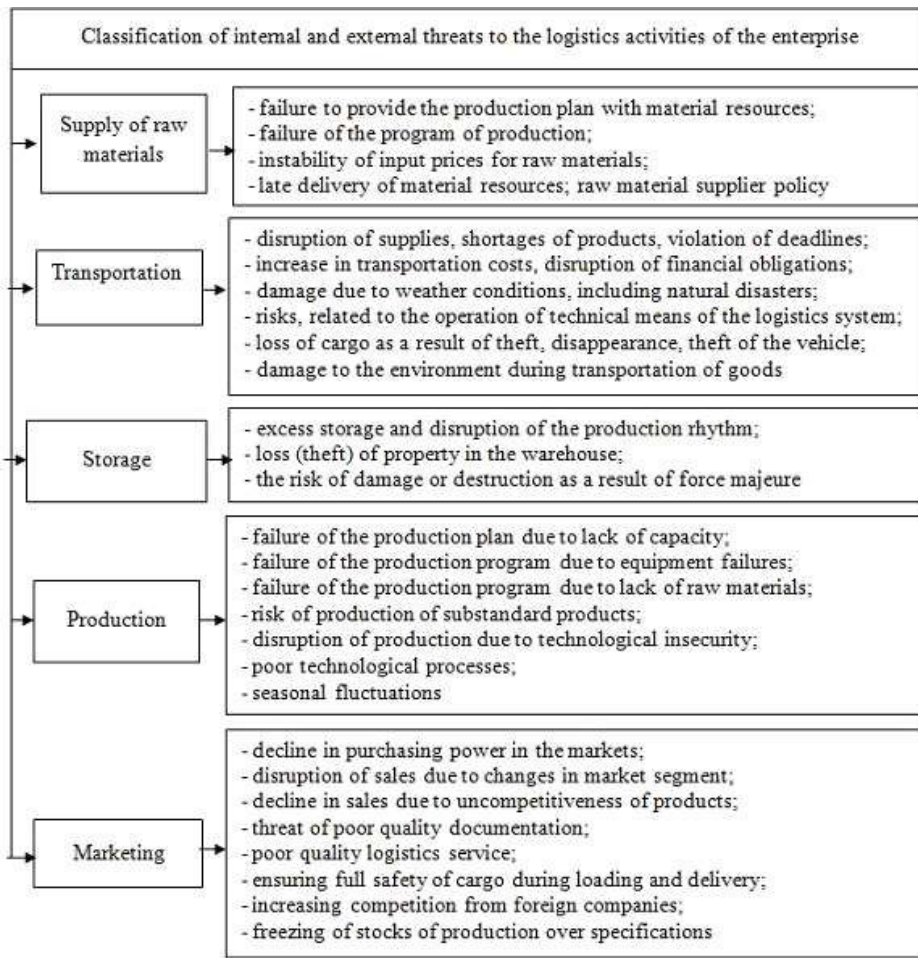 Classification of internal and external threats to the logistics activities of the enterprise
Supply of raw
materials
- failure to provide the production plan with material resources;
- failure of the program of production;
- instability of input prices for raw materials;
- late delivery of material resources; raw material supplier policy
Transportation
- disruption of supplies, shortages of products, violation of deadlines;
- increase in transportation costs, disruption of financial obligations;
- damage due to weather conditions, including natural disasters;
- risks, related to the operation of technical means of the logistics system;
- loss of cargo as a result of theft, disappearance, theft of the vehicle;
- damage to the environment during transportation of goods
Storage
- excess storage and disruption of the production rhythm;
- loss (theft) of property in the warehouse;
- the risk of damage or destruction as a result of force majeure
Production
- failure of the production plan due to lack of capacity;
- failure of the production program due to equipment failures;
- failure of the production program due to lack of raw materials;
- risk of production of substandard products;
- disruption of production due to technological insecurity;
- poor technological processes;
- seasonal fluctuations
Marketing
- decline in purchasing power in the markets;
- disruption of sales due to changes in market segment;
- decline in sales due to uncompetitiveness of products;
- threat of poor quality documentation;
- poor quality logistics service;
- ensuring full safety of cargo during loading and delivery;
- increasing competition from foreign companies;
- freezing of stocks of production over specifications